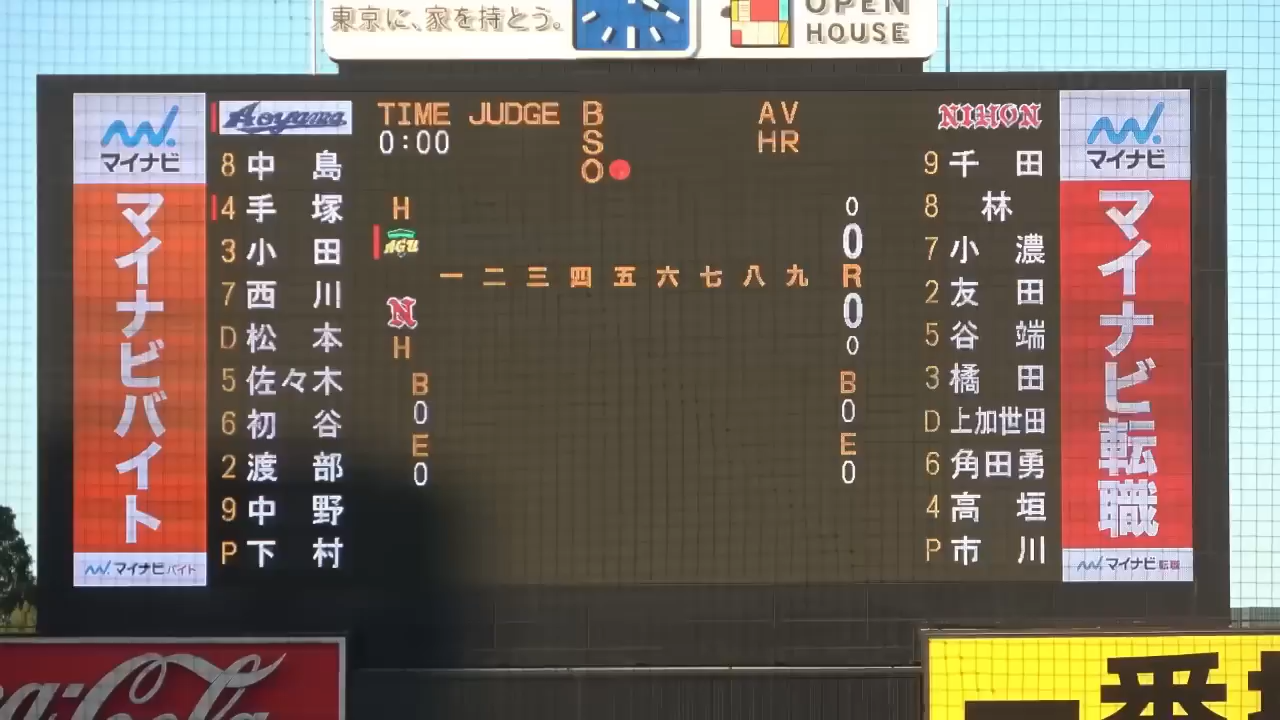 東京に、家を持とう。
OPEN
HOUSE
マイナビ
マイナビバイト
マイナビバイト
Aoyama
8 中島
4 手塚
3 小田
7 西川
D 松本
5 佐々木
6 初谷
2 渡部
9 中野
P 下村
TIME JUDGE B AV
0:00 S HR
O
H 0
AGU 0
一 二 三 四 五 六 七 八 九 R
N 0
H 0
B B
0 0
E E
0 0
NIHON
9 千田
8 林
7 小濃
2 友田
5 谷端
3 橘田
D 上加世田
6 角田勇
4 高垣
P 市川
マイナビ
マイナビ転職
マイナビ転職
Coca-Cola
一番